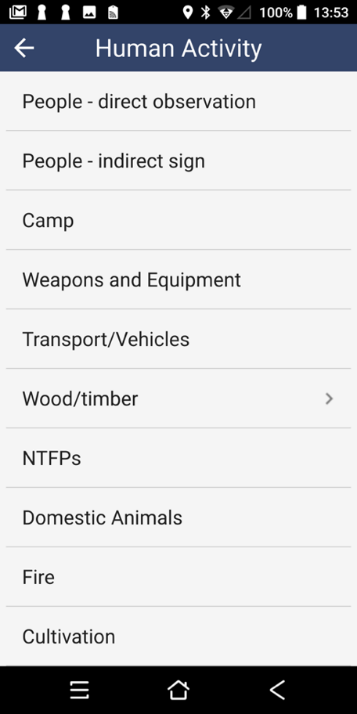 100% 13:53
Human Activity
People - direct observation
People - indirect sign
Camp
Weapons and Equipment
Transport/Vehicles
Wood/timber
NTFPs
Domestic Animals
Fire
Cultivation